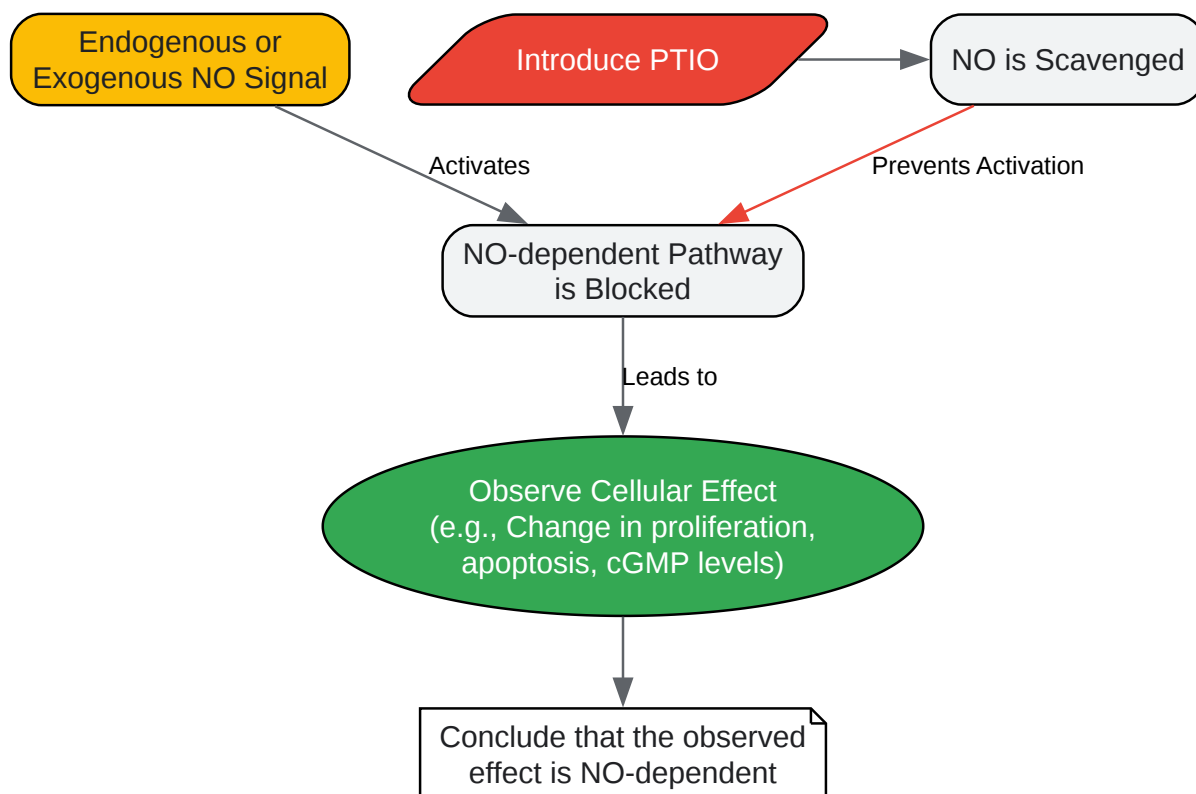 Endogenous or
Exogenous NO Signal
Introduce PTIO
NO is Scavenged
Activates
Prevents Activation
NO-dependent Pathway
is Blocked
Leads to
Observe Cellular Effect
(e.g., Change in proliferation,
apoptosis, cGMP levels)
Conclude that the observed
effect is NO-dependent